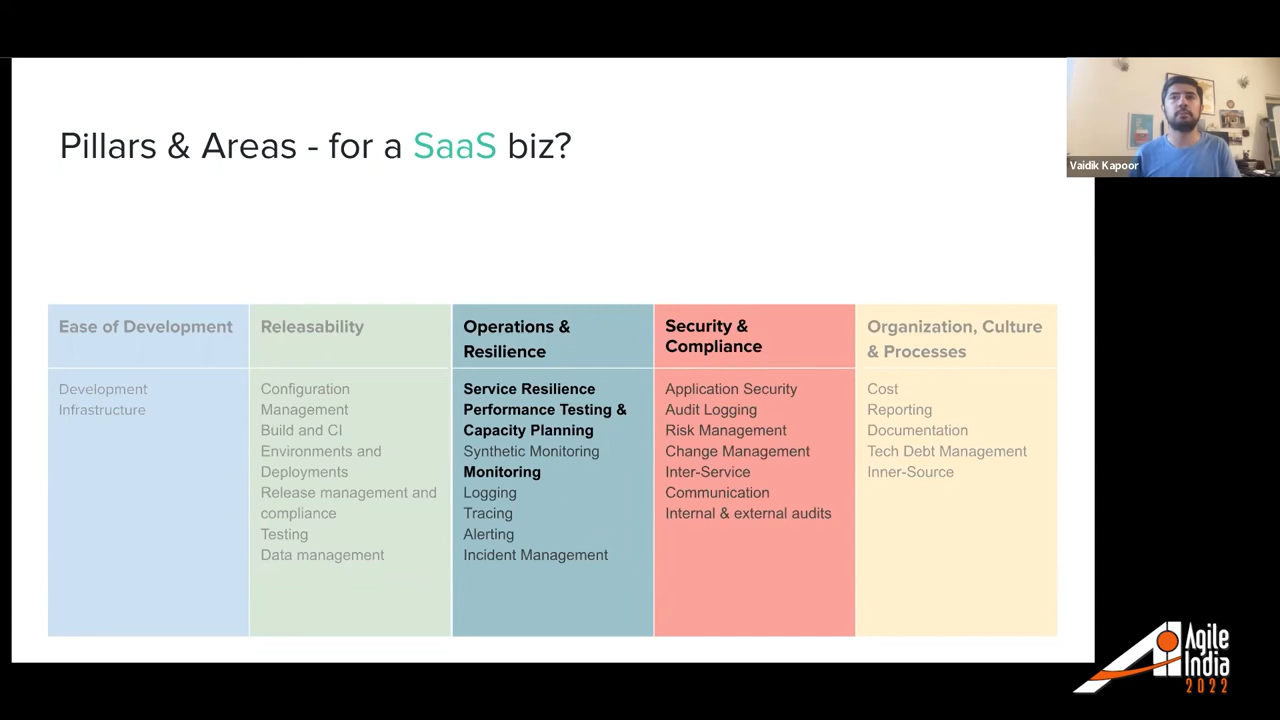 Pillars & Areas - for a SaaS biz?
Vaidik Kapoor
Ease of Development
Development
Infrastructure
Releasability
Configuration
Management
Build and CI
Environments and
Deployments
Release management and
compliance
Testing
Data management
Operations &
Resilience
Service Resilience
Performance Testing &
Capacity Planning
Synthetic Monitoring
Monitoring
Logging
Tracing
Alerting
Incident Management
Security &
Compliance
Application Security
Audit Logging
Risk Management
Change Management
Inter-Service
Communication
Internal & external audits
Organization, Culture
& Processes
Cost
Reporting
Documentation
Tech Debt Management
Inner-Source
Agile
India
2022